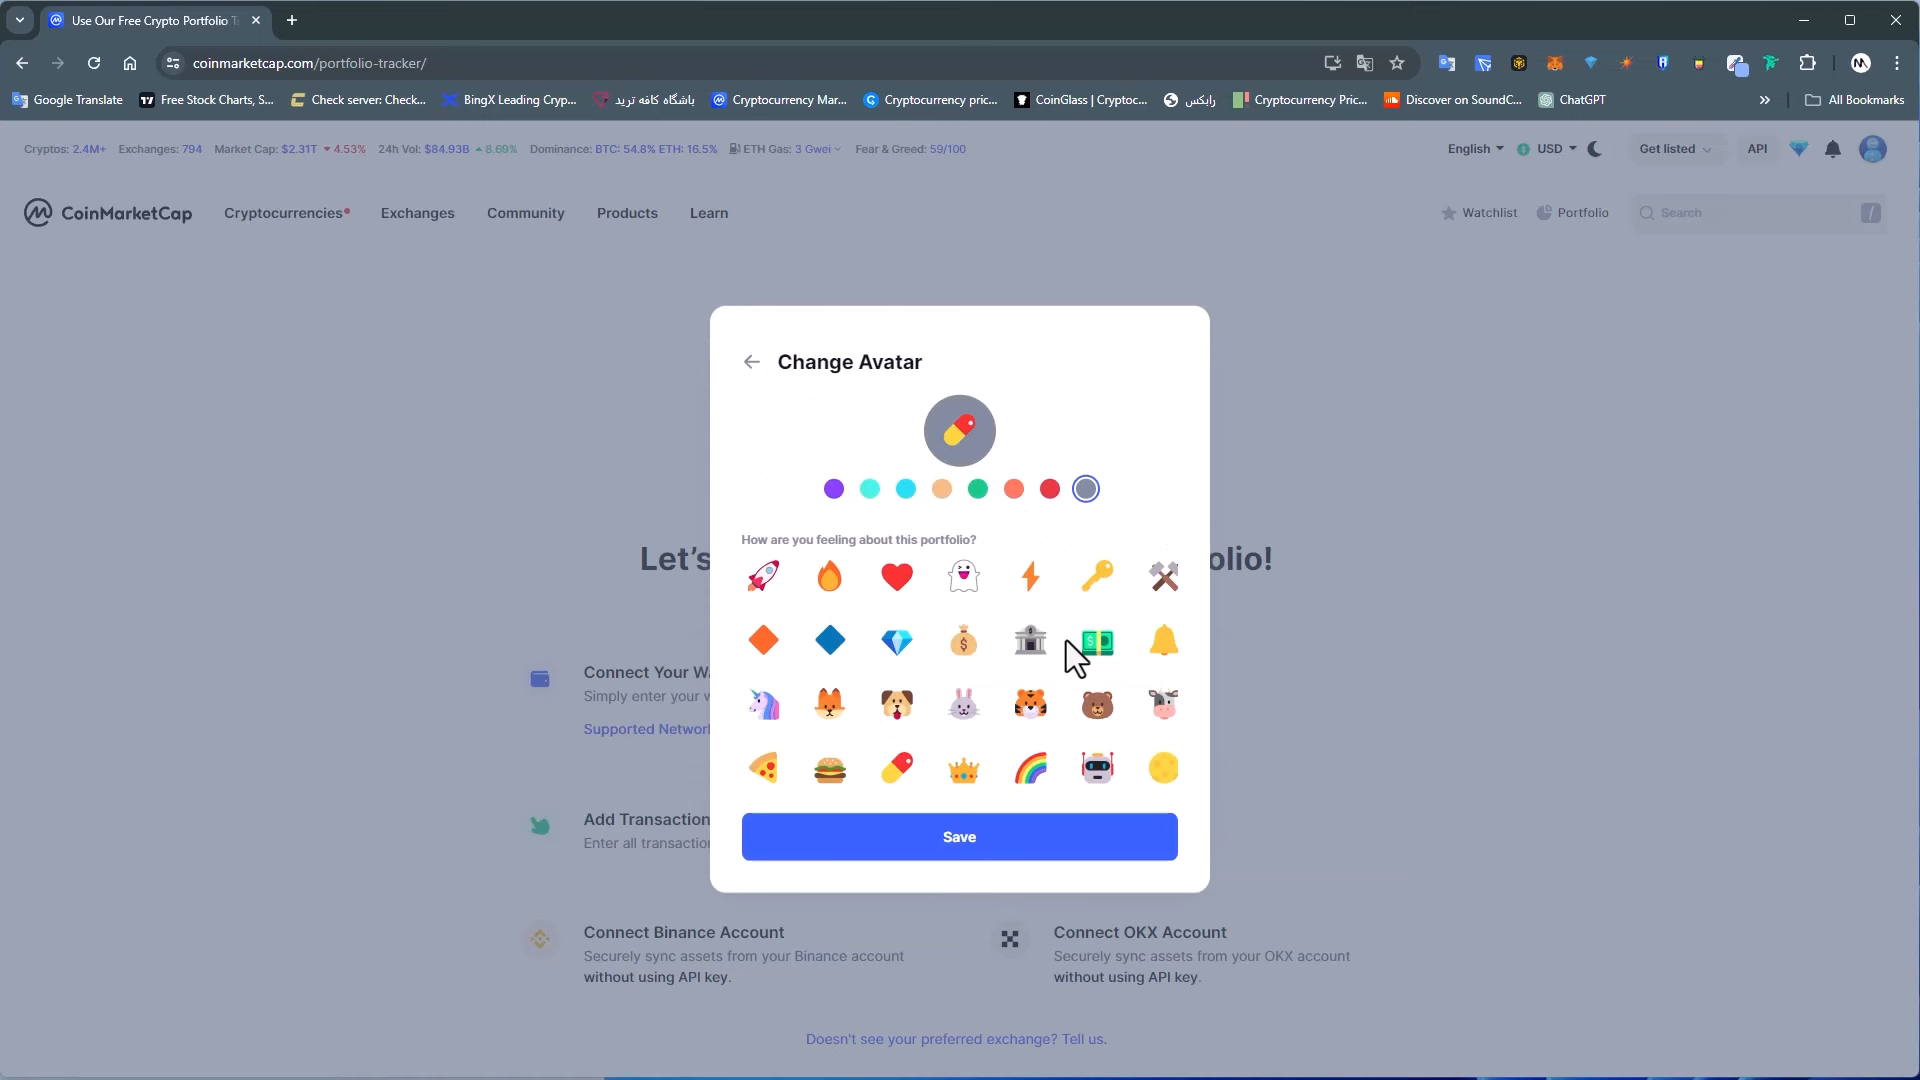 Use Our Free Crypto Portfolio T
coinmarketcap.com/portfolio-tracker/
Google Translate
Free Stock Charts, S...
Check server: Check...
BingX Leading Cryp...
باشگاه کافه ترید
Cryptocurrency Mar...
Cryptocurrency pric...
CoinGlass | Cryptoc...
رابکس
Cryptocurrency Pric...
Discover on SoundC...
ChatGPT
All Bookmarks
Cryptos: 2.4M+ Exchanges: 794 Market Cap: $2.31T 4.53% 24h Vol: $84.93B 8.69% Dominance: BTC: 54.8% ETH: 16.5% ETH Gas: 3 Gwei Fear & Greed: 59/100
English USD Get listed API
CoinMarketCap Cryptocurrencies Exchanges Community Products Learn
Watchlist Portfolio Search /
Change Avatar
How are you feeling about this portfolio?
Let's
olio!
Connect Your W
Simply enter your
Supported Networ
Add Transaction
Enter all transactio
Save
Connect Binance Account
Securely sync assets from your Binance account
without using API key.
Connect OKX Account
Securely sync assets from your OKX account
without using API key.
Doesn't see your preferred exchange? Tell us.